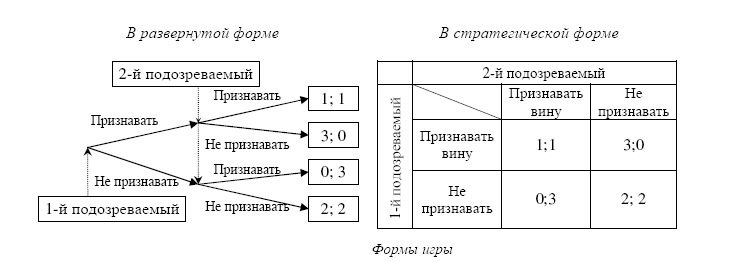 В развернутой форме
2-й подозреваемый
Признавать
1; 1
Признавать
Не признавать
3; 0
Не признавать
Признавать
0; 3
Не признавать
2; 2
1-й подозреваемый
В стратегической форме
2-й подозреваемый
1-й подозреваемый
Признавать
вину
Не
признавать
Признавать
вину
1;1
3;0
Не
признавать
0;3
2; 2
Формы игры